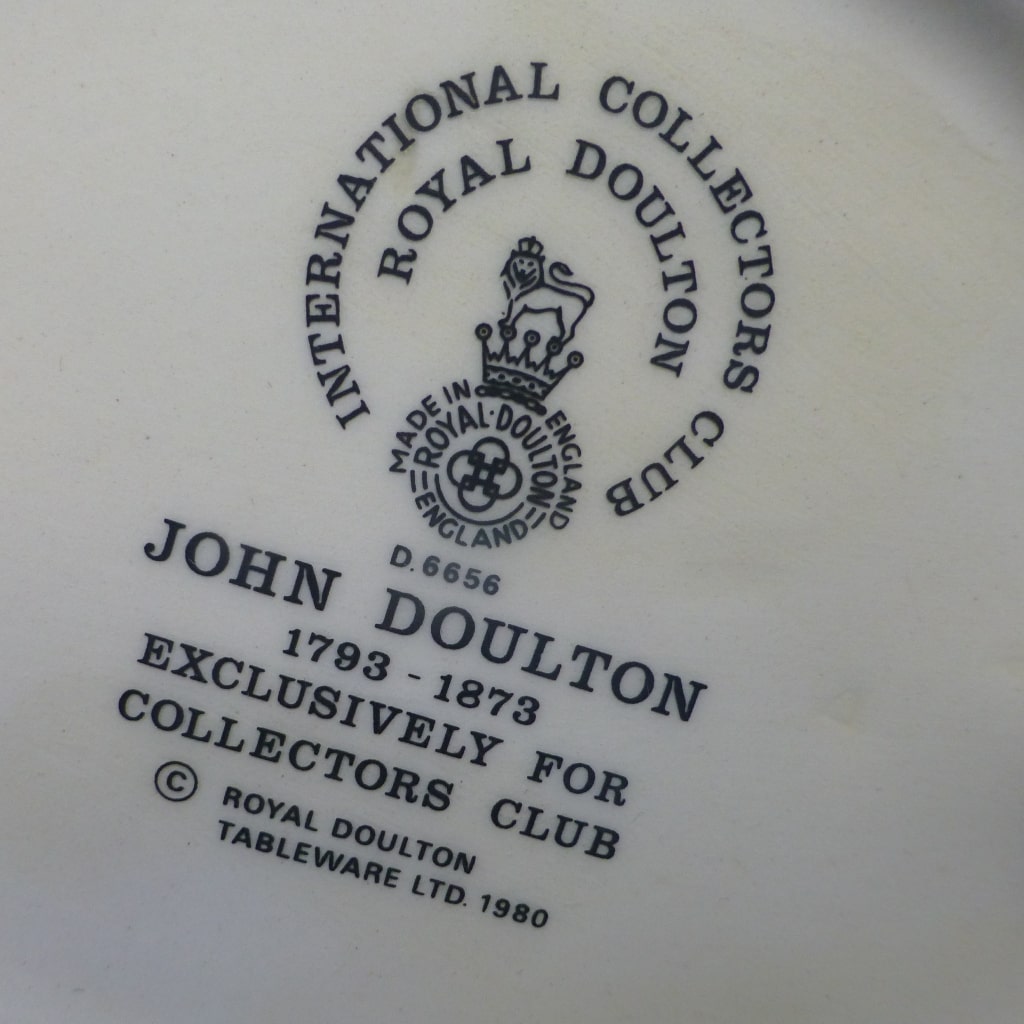 INTERNATIONAL COLLECTORS CLUB
ROYAL DOULTON
MADE IN ENGLAND
ROYAL·DOULTON
ENGLAND
D.6656
JOHN DOULTON
1793 - 1873
EXCLUSIVELY FOR
COLLECTORS CLUB
© ROYAL DOULTON
TABLEWARE LTD. 1980